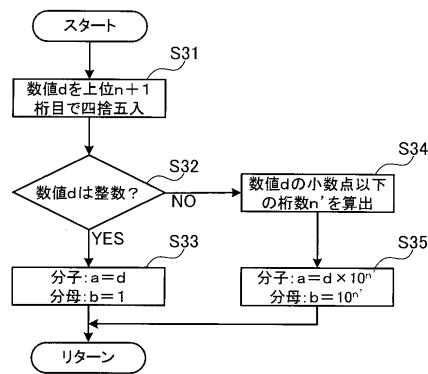 スタート
S31
数値dを上位n+1
桁目で四捨五入
S32
数値dは整数?
NO
YES
S34
数値dの小数点以下
の桁数n'を算出
S33
分子:a=d
分母:b=1
S35
分子:a=d×10ⁿ'
分母:b=10ⁿ'
リターン